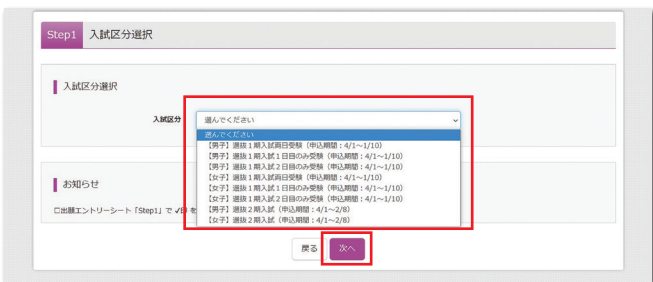 Step1 入試区分選択
入試区分選択
入試区分
選んでください
選んでください
【男子】選抜1期入試両日受験（申込期間：4/1～1/10）
【男子】選抜1期入試1日目のみ受験（申込期間：4/1～1/10）
【男子】選抜1期入試2日目のみ受験（申込期間：4/1～1/10）
【女子】選抜1期入試両日受験（申込期間：4/1～1/10）
【女子】選抜1期入試1日目のみ受験（申込期間：4/1～1/10）
【女子】選抜1期入試2日目のみ受験（申込期間：4/1～1/10）
【男子】選抜2期入試（申込期間：4/1～2/8）
【女子】選抜2期入試（申込期間：4/1～2/8）
お知らせ
□出願エントリーシート「Step1」で✓印を
戻る 次へ